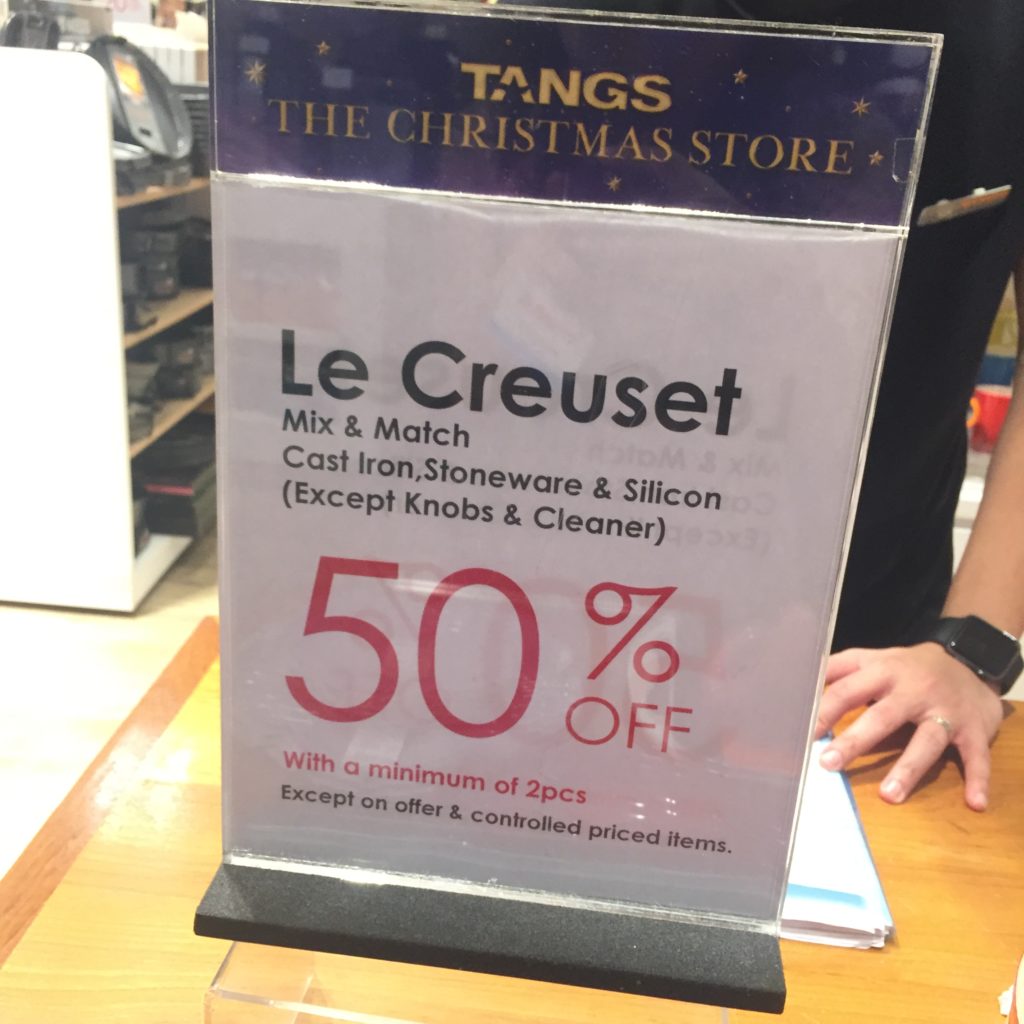 TANGS
THE CHRISTMAS STORE
Le Creuset
Mix & Match
Cast Iron,Stoneware & Silicon
(Except Knobs & Cleaner)
50%
OFF
With a minimum of 2pcs
Except on offer & controlled priced items.